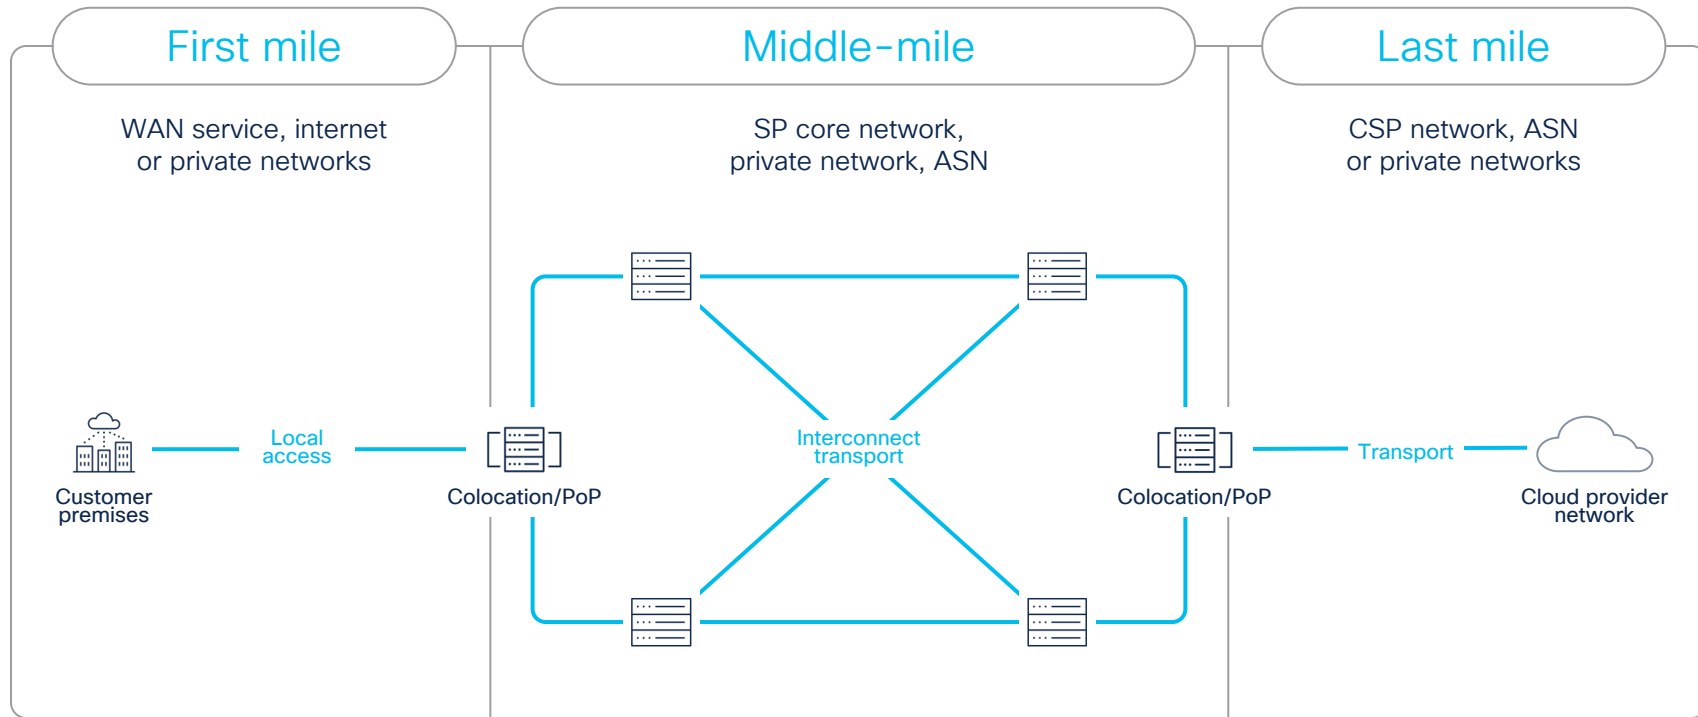 First mile
Middle-mile
Last mile
WAN service, internet
or private networks
SP core network,
private network, ASN
CSP network, ASN
or private networks
Local
access
Interconnect
transport
Transport
Customer
premises
Colocation/PoP
Colocation/PoP
Cloud provider
network